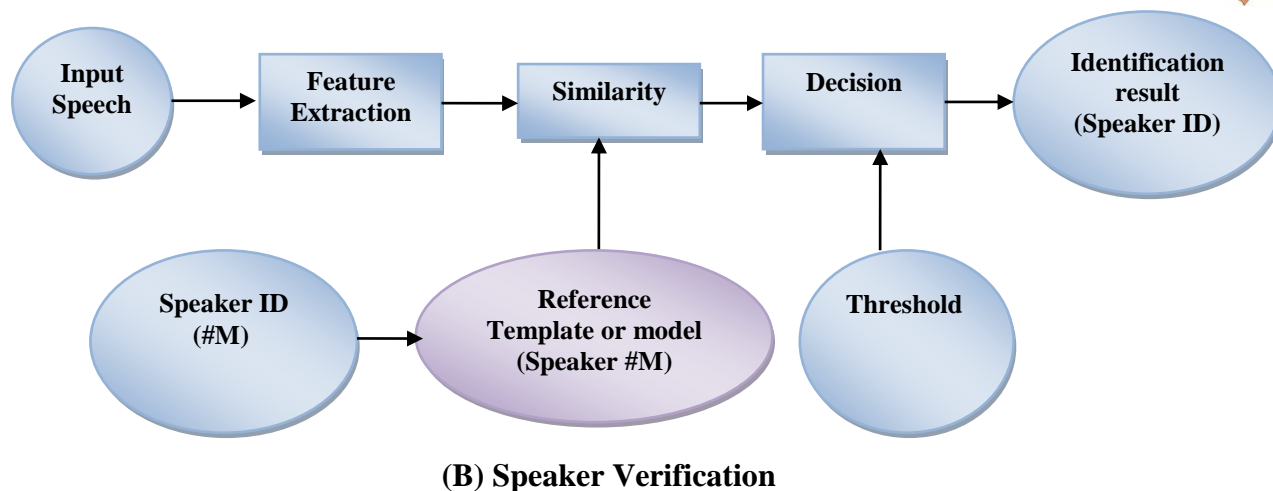 Input
Speech
Feature
Extraction
Similarity
Decision
Identification
result
(Speaker ID)
Speaker ID
(#M)
Reference
Template or model
(Speaker #M)
Threshold
(B) Speaker Verification